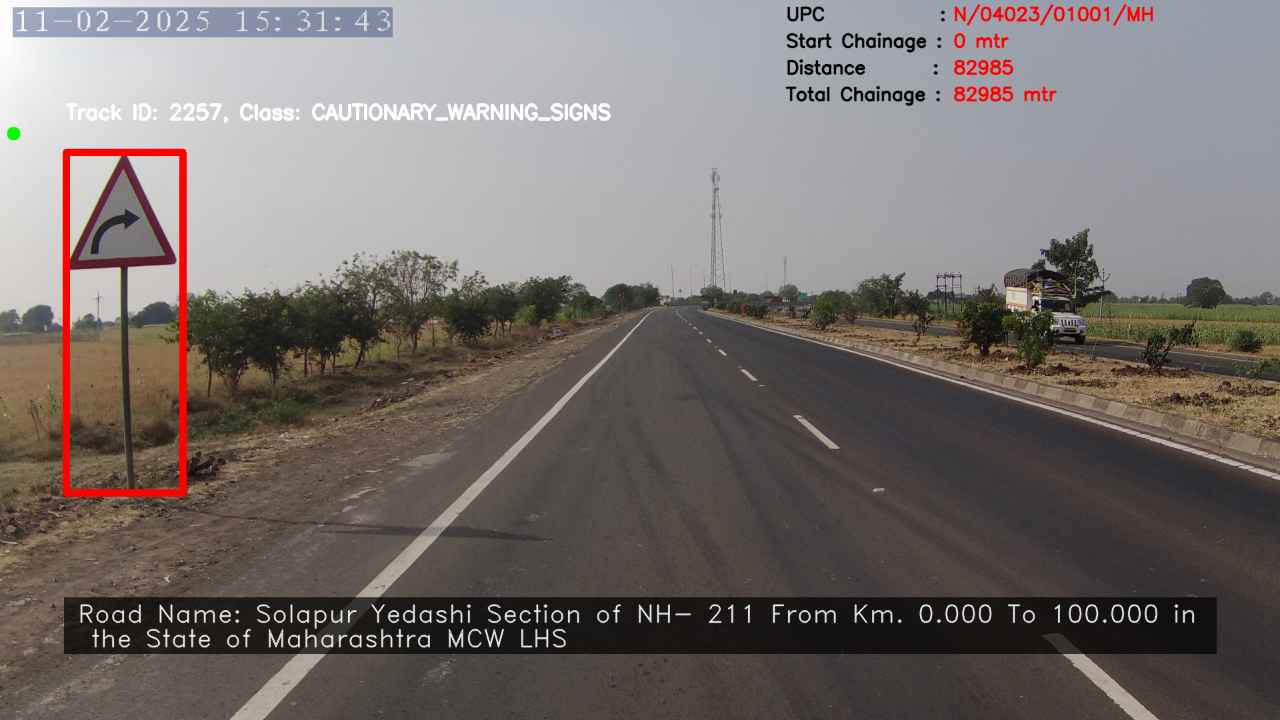 11-02-2025 15:31:43
UPC : N/04023/01001/MH
Start Chainage : 0 mtr
Distance : 82985
Total Chainage : 82985 mtr
Track ID: 2257, Class: CAUTIONARY_WARNING_SIGNS
Road Name: Solapur Yedashi Section of NH- 211 From Km. 0.000 To 100.000 in
the State of Maharashtra MCW LHS